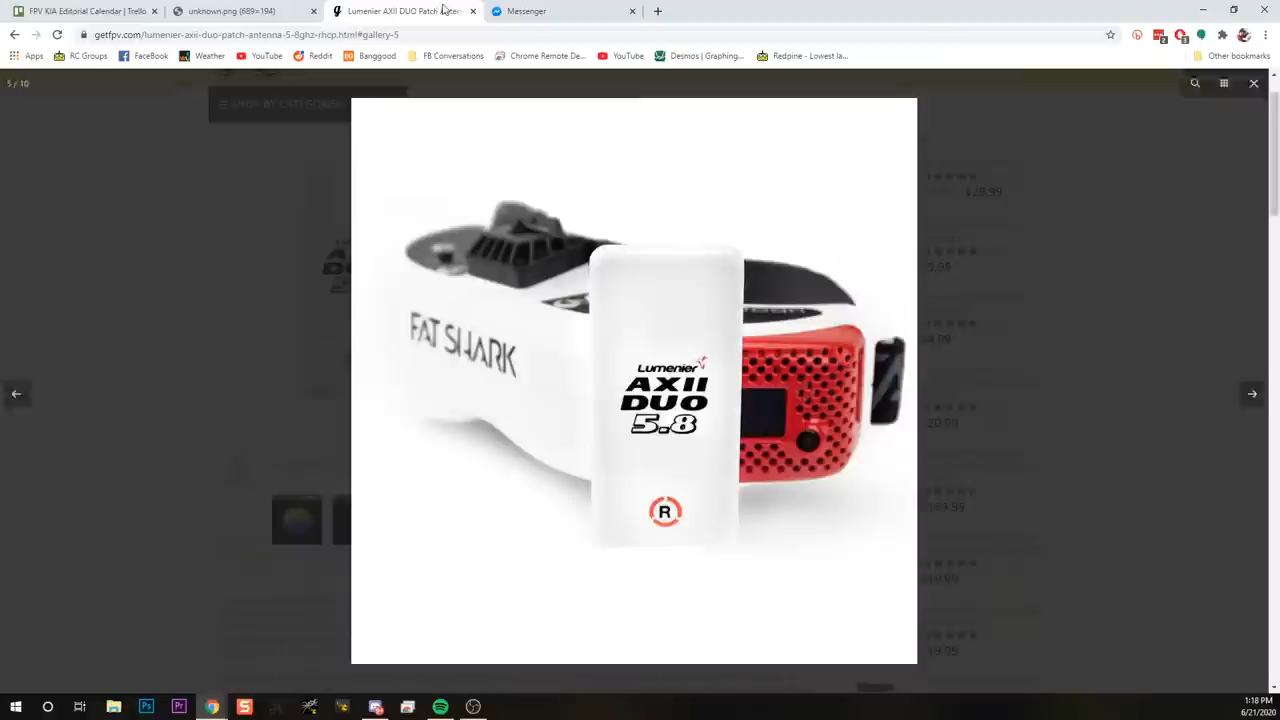 FPV KIA Editorial Calendar | Trello
unknown.png (689×194)
Lumenier AXII DUO Patch
Messenger
getfpv.com/lumenier-axii-duo-patch-antenna-5-8ghz-rhcp.html#gallery-5
Apps
RC Groups
FaceBook
Weather
YouTube
Reddit
Banggood
FB Conversations
Chrome Remote De...
YouTube
Desmos | Graphing...
Redpine - Lowest la...
Other bookmarks
5 / 10
SHOP BY CATEGORIES
FAT SHARK
Lumenier
AXII
DUO
5.8
R
1:18 PM
6/21/2020